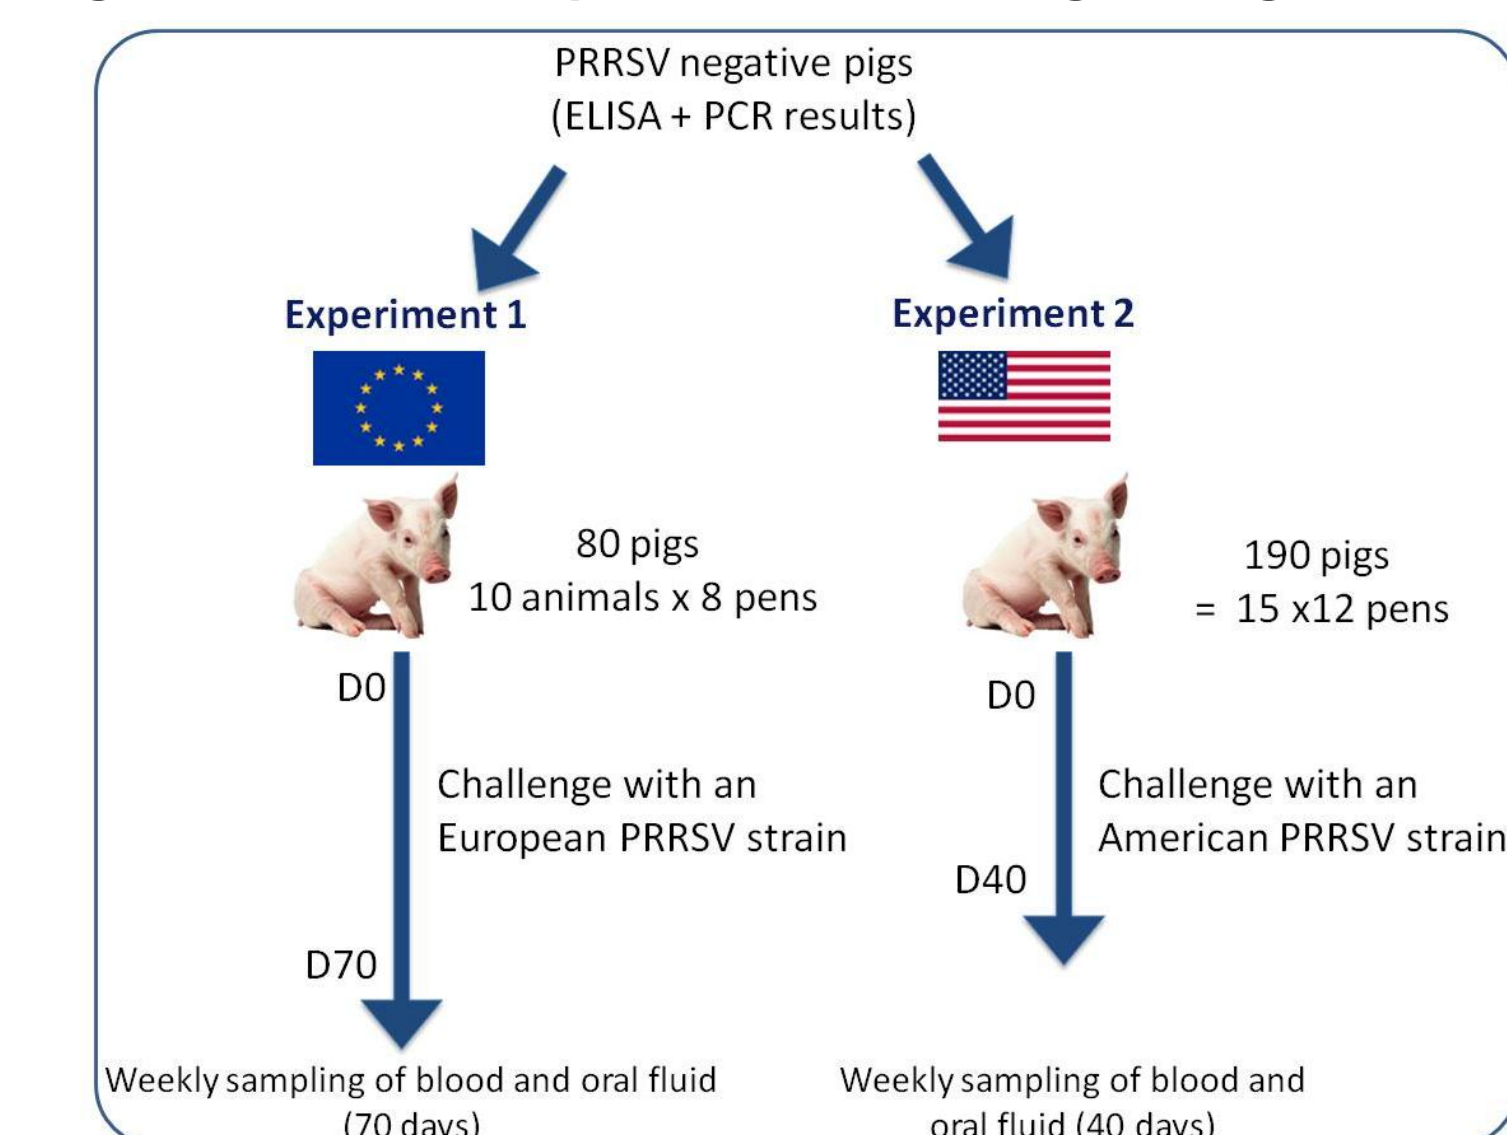 PRRSV negative pigs
(ELISA + PCR results)
Experiment 1
80 pigs
10 animals x 8 pens
D0
Challenge with an
European PRRSV strain
D70
Weekly sampling of blood and oral fluid
(70 days)
Experiment 2
190 pigs
= 15 x12 pens
D0
Challenge with an
American PRRSV strain
D40
Weekly sampling of blood and
oral fluid (40 days)